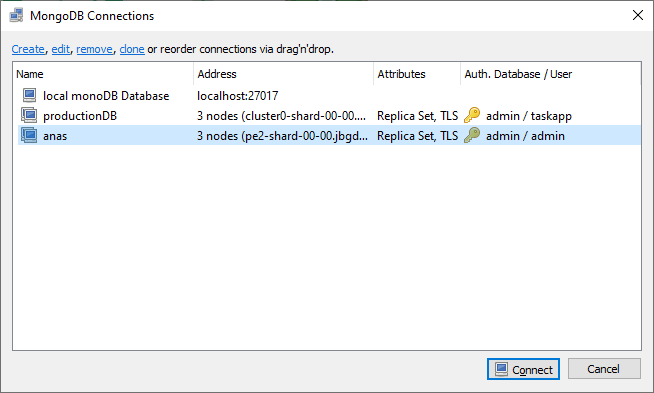 MongoDB Connections
Create, edit, remove, clone or reorder connections via drag'n'drop.
Name Address Attributes Auth. Database / User
local monoDB Database localhost:27017
productionDB 3 nodes (cluster0-shard-00-00.... Replica Set, TLS admin / taskapp
anas 3 nodes (pe2-shard-00-00.jbgd... Replica Set, TLS admin / admin
Connect Cancel